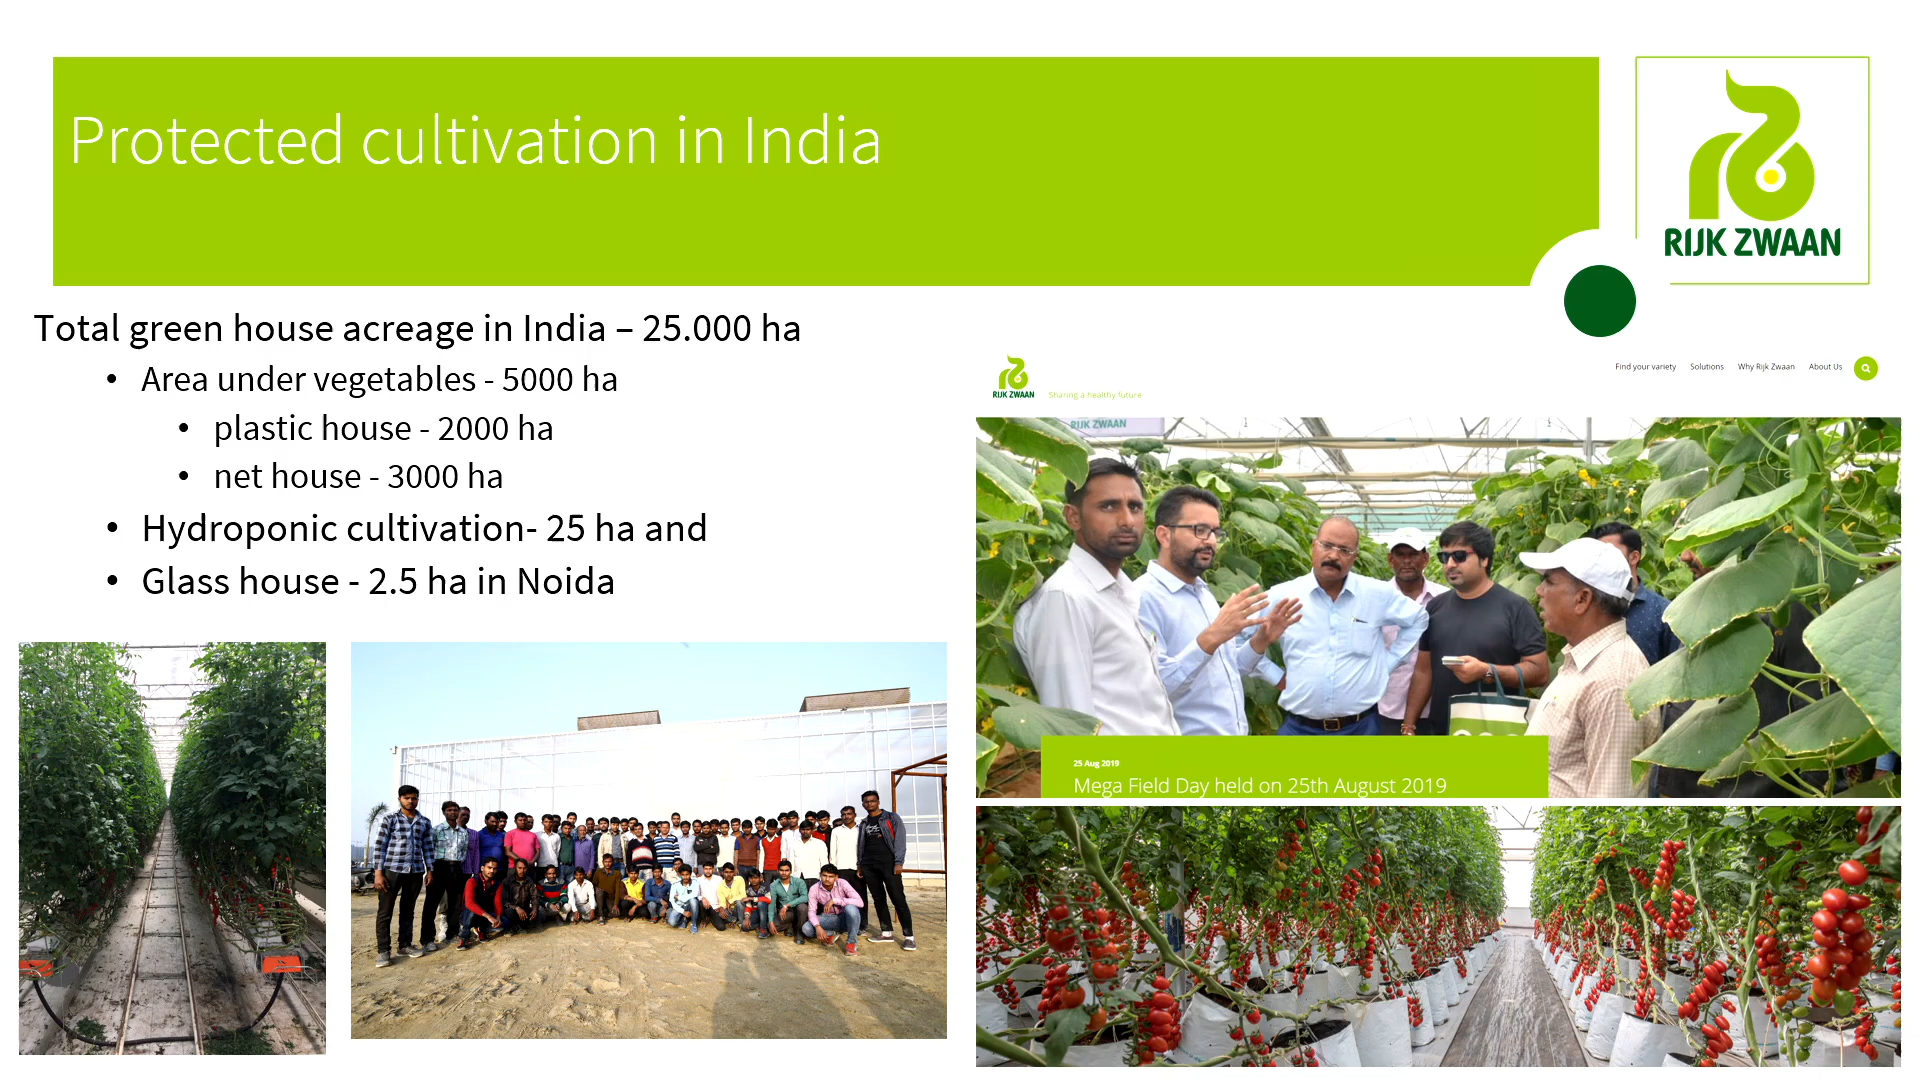 Protected cultivation in India
RIJK ZWAAN
Total green house acreage in India – 25.000 ha
• Area under vegetables - 5000 ha
• plastic house - 2000 ha
• net house - 3000 ha
• Hydroponic cultivation- 25 ha and
• Glass house - 2.5 ha in Noida
RIJK ZWAAN
Sharing a healthy future
Find your variety Solutions Why Rijk Zwaan About Us
RIJK ZWAAN
25 Aug 2019
Mega Field Day held on 25th August 2019